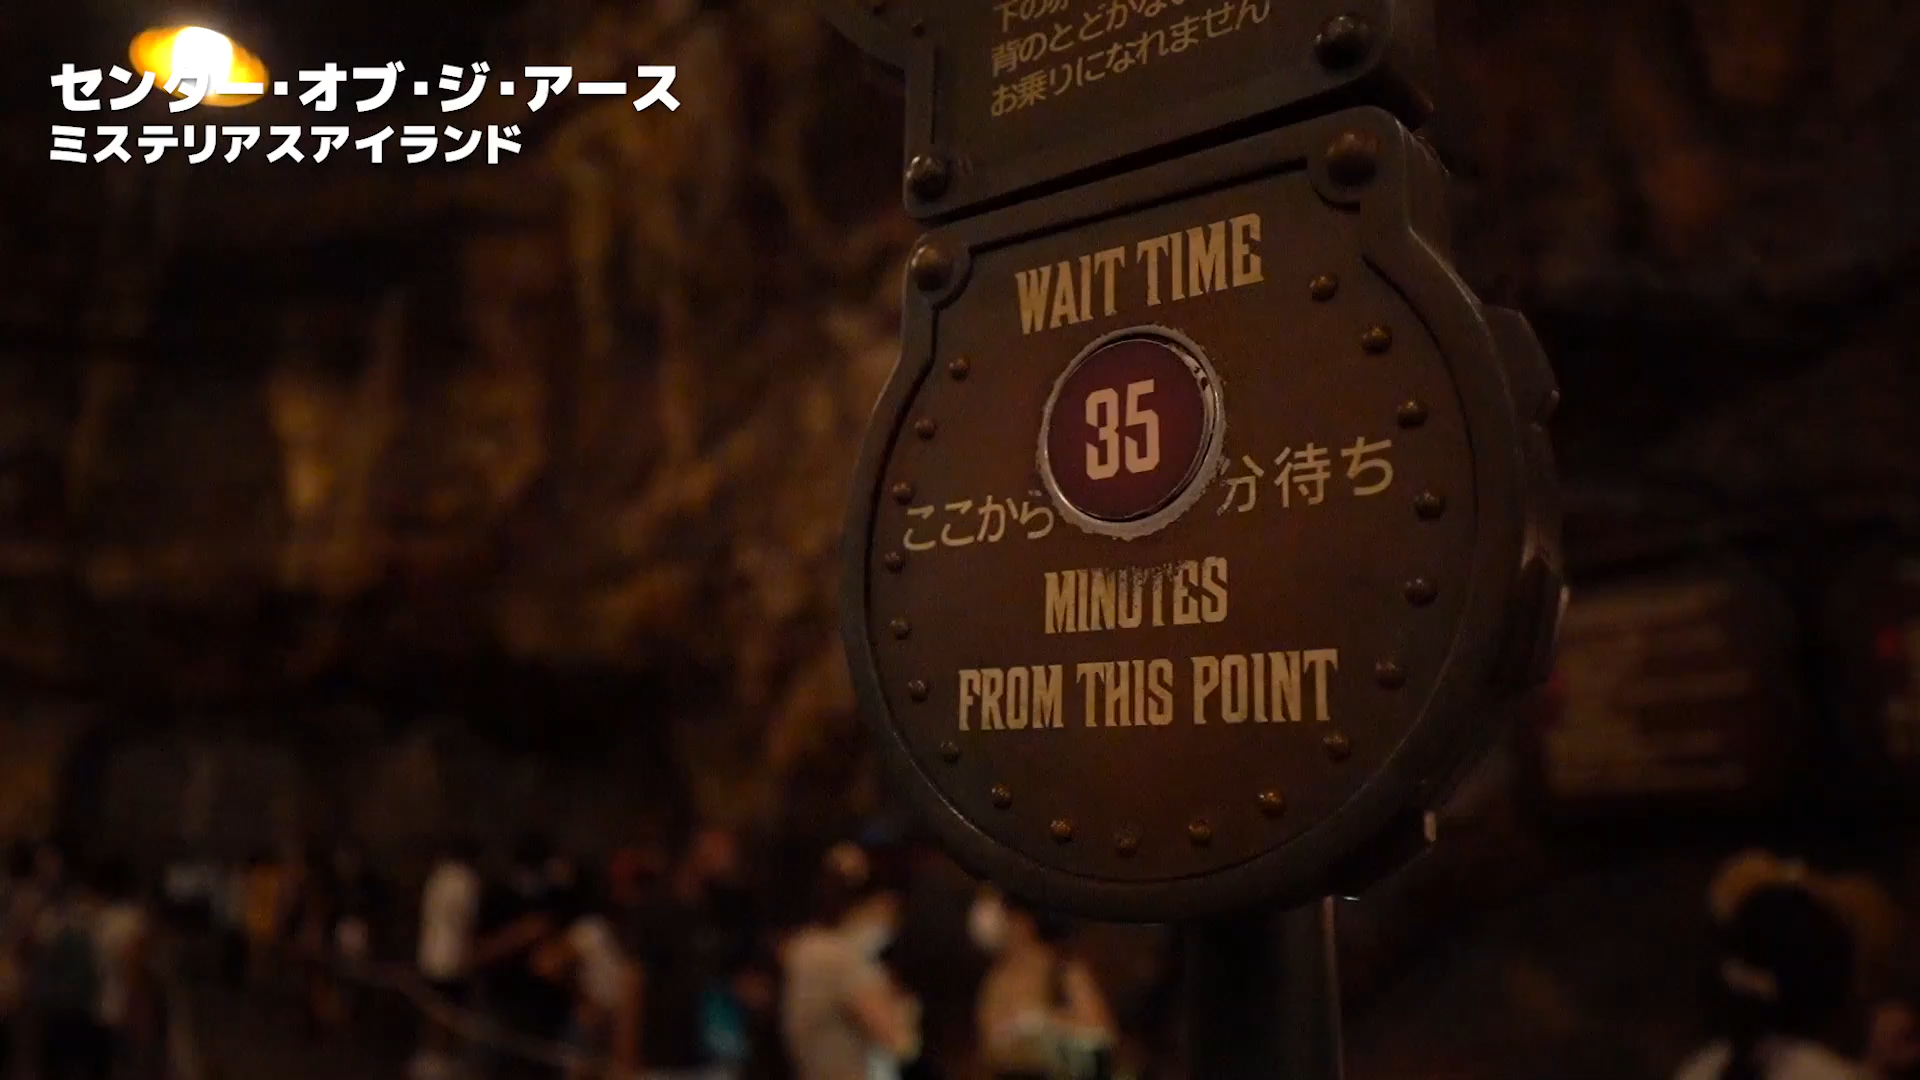 センター・オブ・ジ・アース
ミステリアスアイランド
背のとどかない
お乗りになれません
WAIT TIME
35
ここから 分待ち
MINUTES
FROM THIS POINT